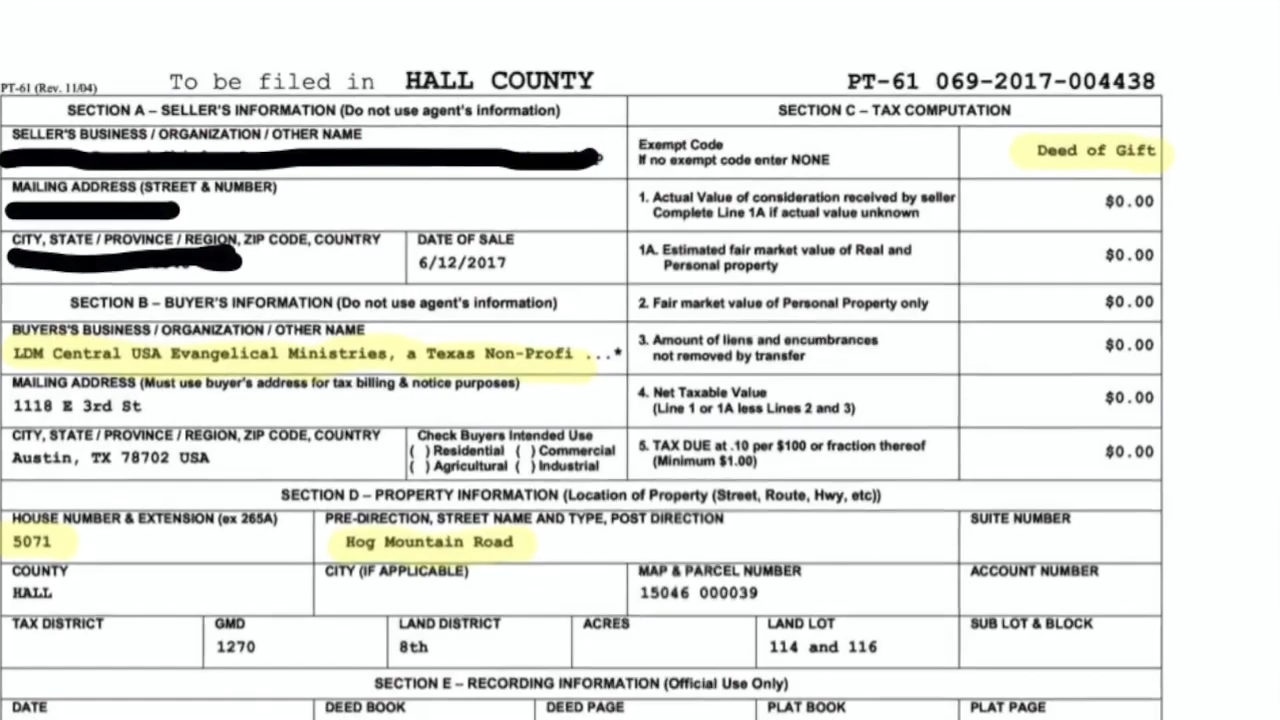 PT-61 (Rev. 11/04) To be filed in HALL COUNTY PT-61 069-2017-004438
SECTION A – SELLER'S INFORMATION (Do not use agent's information)
SELLER'S BUSINESS / ORGANIZATION / OTHER NAME
MAILING ADDRESS (STREET & NUMBER)
CITY, STATE / PROVINCE / REGION, ZIP CODE, COUNTRY
DATE OF SALE
6/12/2017
SECTION C – TAX COMPUTATION
Exempt Code
If no exempt code enter NONE
Deed of Gift
1. Actual Value of consideration received by seller
Complete Line 1A if actual value unknown
$0.00
1A. Estimated fair market value of Real and
Personal property
$0.00
SECTION B – BUYER'S INFORMATION (Do not use agent's information)
2. Fair market value of Personal Property only
$0.00
BUYERS'S BUSINESS / ORGANIZATION / OTHER NAME
LDM Central USA Evangelical Ministries, a Texas Non-Profi ...*
3. Amount of liens and encumbrances
not removed by transfer
$0.00
MAILING ADDRESS (Must use buyer's address for tax billing & notice purposes)
1118 E 3rd St
4. Net Taxable Value
(Line 1 or 1A less Lines 2 and 3)
$0.00
CITY, STATE / PROVINCE / REGION, ZIP CODE, COUNTRY
Austin, TX 78702 USA
Check Buyers Intended Use
( ) Residential ( ) Commercial
( ) Agricultural ( ) Industrial
5. TAX DUE at .10 per $100 or fraction thereof
(Minimum $1.00)
$0.00
SECTION D – PROPERTY INFORMATION (Location of Property (Street, Route, Hwy, etc))
HOUSE NUMBER & EXTENSION (ex 265A)
5071
PRE-DIRECTION, STREET NAME AND TYPE, POST DIRECTION
Hog Mountain Road
SUITE NUMBER
COUNTY
HALL
CITY (IF APPLICABLE)
MAP & PARCEL NUMBER
15046 000039
ACCOUNT NUMBER
TAX DISTRICT
GMD
1270
LAND DISTRICT
8th
ACRES
LAND LOT
114 and 116
SUB LOT & BLOCK
SECTION E – RECORDING INFORMATION (Official Use Only)
DATE
DEED BOOK
DEED PAGE
PLAT BOOK
PLAT PAGE